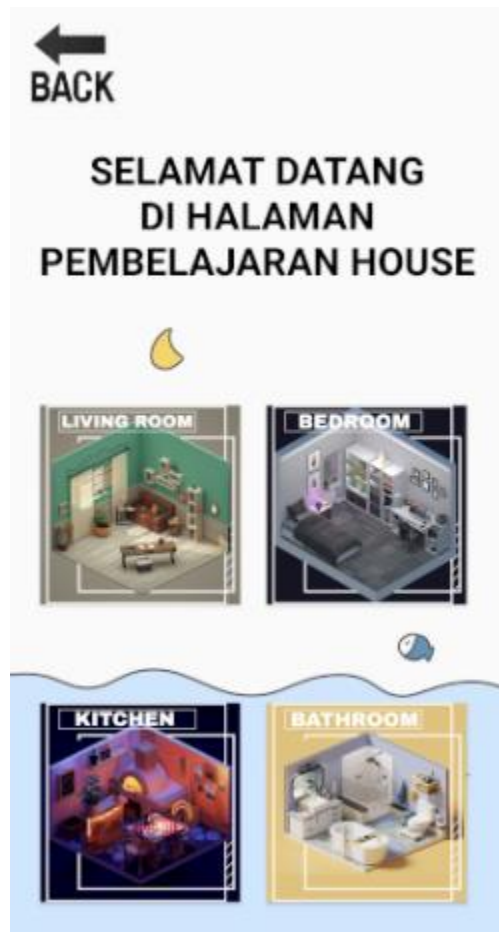 BACK
SELAMAT DATANG
DI HALAMAN
PEMBELAJARAN HOUSE
LIVING ROOM
BEDROOM
KITCHEN
BATHROOM